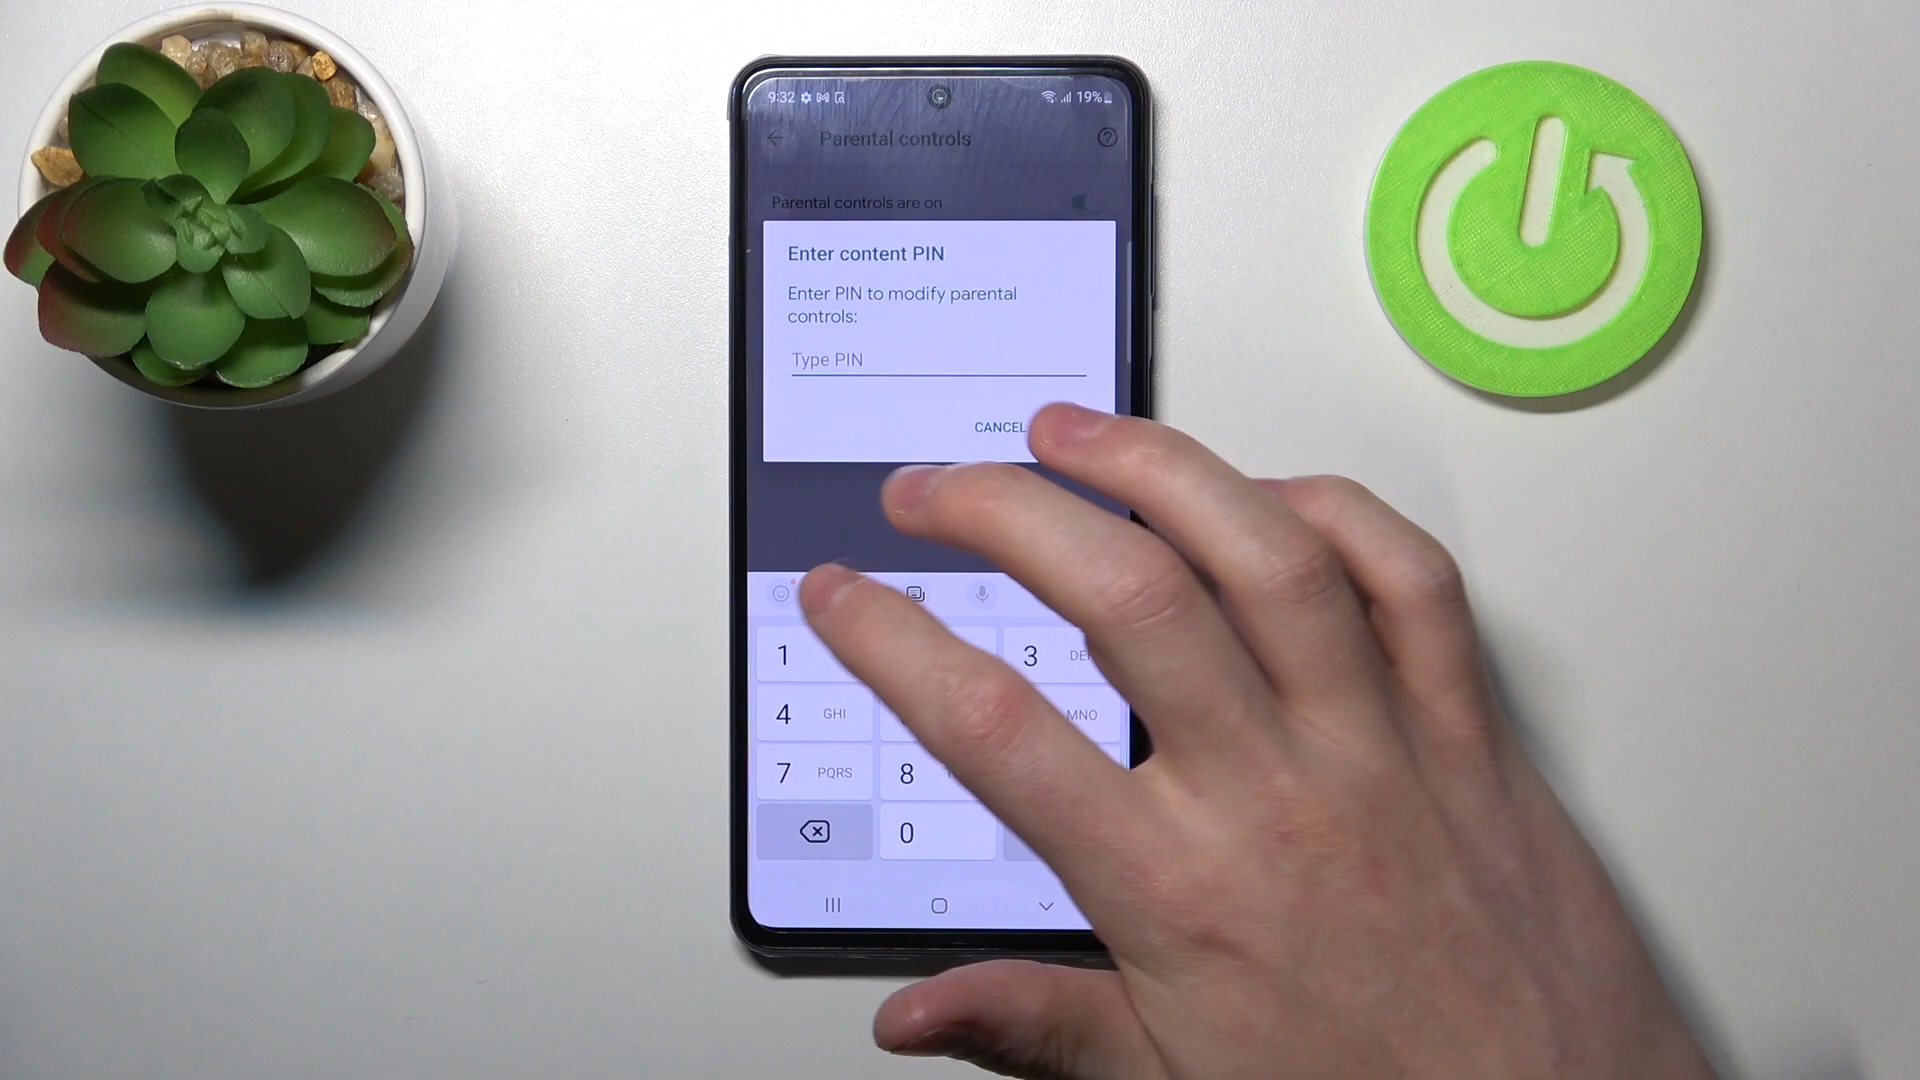 9:32 19%
Parental controls
Parental controls are on
Enter content PIN
Enter PIN to modify parental
controls:
Type PIN
CANCEL
1 3
4 GHI MNO
7 PQRS 8
0